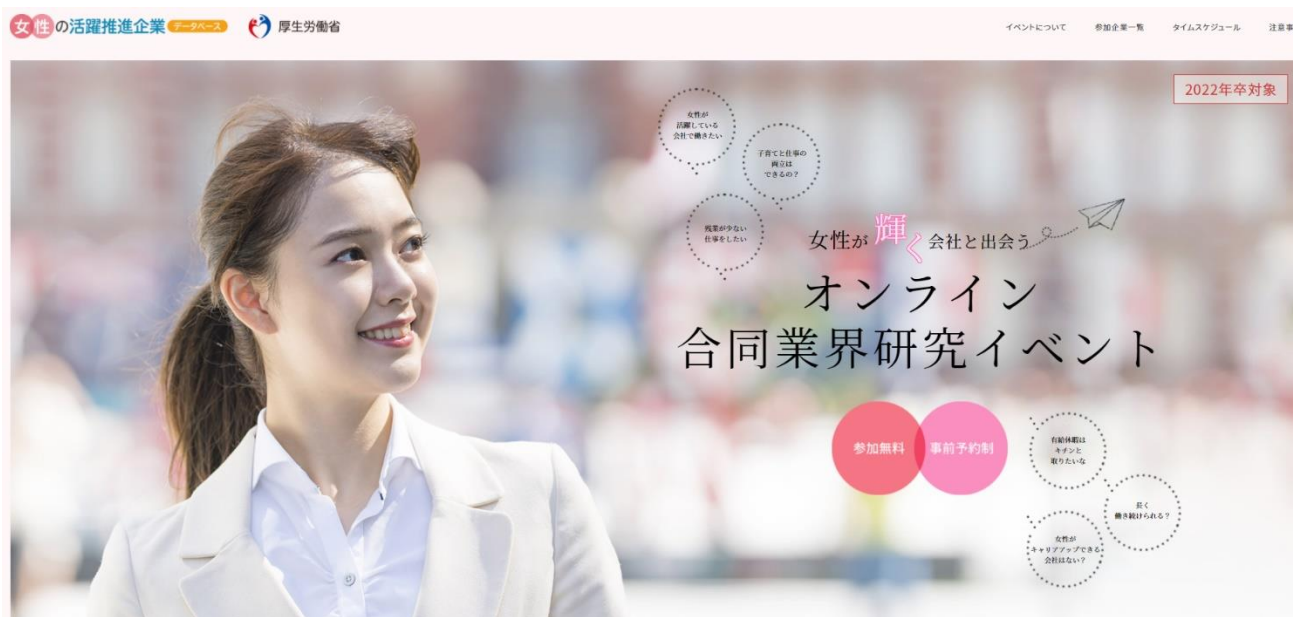 女性の活躍推進企業 データベース
厚生労働省
イベントについて
参加企業一覧
タイムスケジュール
注意事
2022年卒対象
女性が
活躍している
会社で働きたい
子育てと仕事の
両立は
できるの？
残業が少ない
仕事をしたい
女性が 輝く 会社と出会う
オンライン
合同業界研究イベント
参加無料
事前予約制
有給休暇は
キチンと
取りたいな
長く
働き続けられる？
女性が
キャリアアップできる
会社はない？